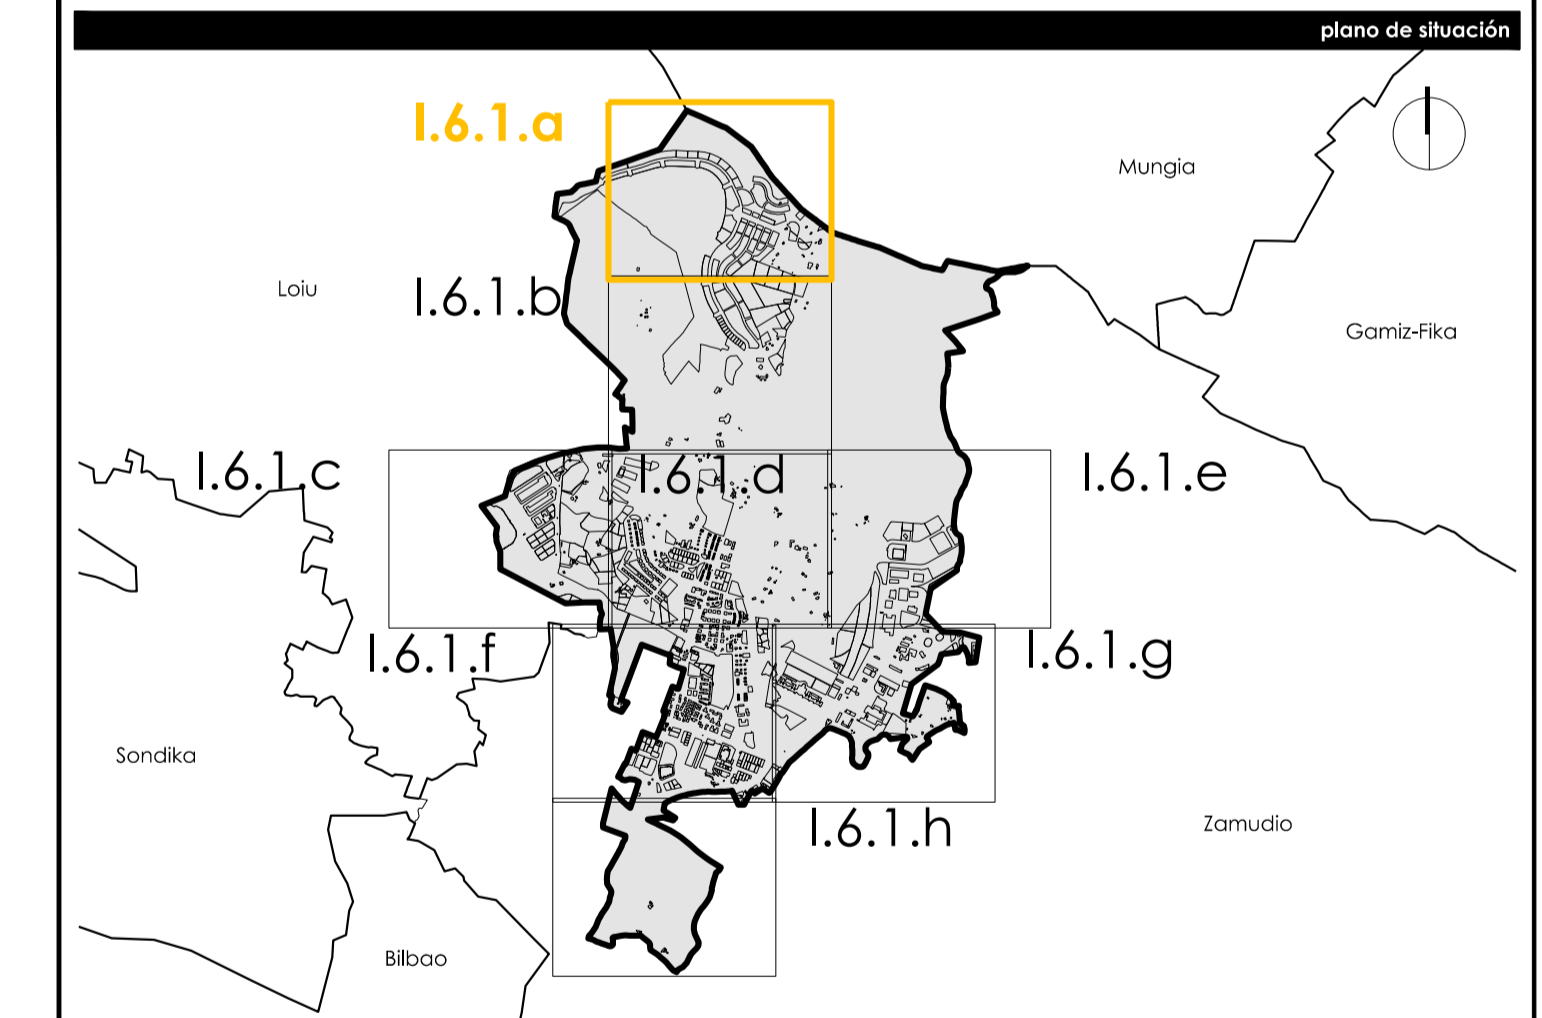 plano de situación
I.6.1.a
Mungia
Loiu
I.6.1.b
Gamiz-Fika
I.6.1.c
I.6.1.d
I.6.1.e
I.6.1.f
I.6.1.g
Sondika
I.6.1.h
Zamudio
Bilbao